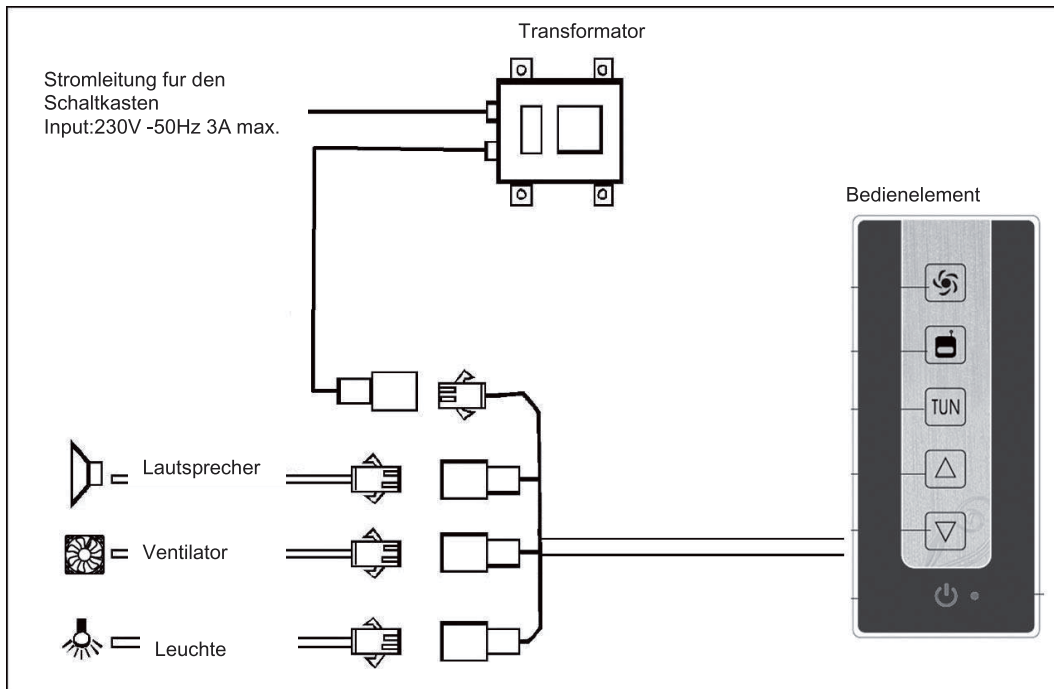 Transformator
Stromleitung fur den
Schaltkasten
Input:230V -50Hz 3A max.
Bedienelement
TUN
Lautsprecher
Ventilator
Leuchte